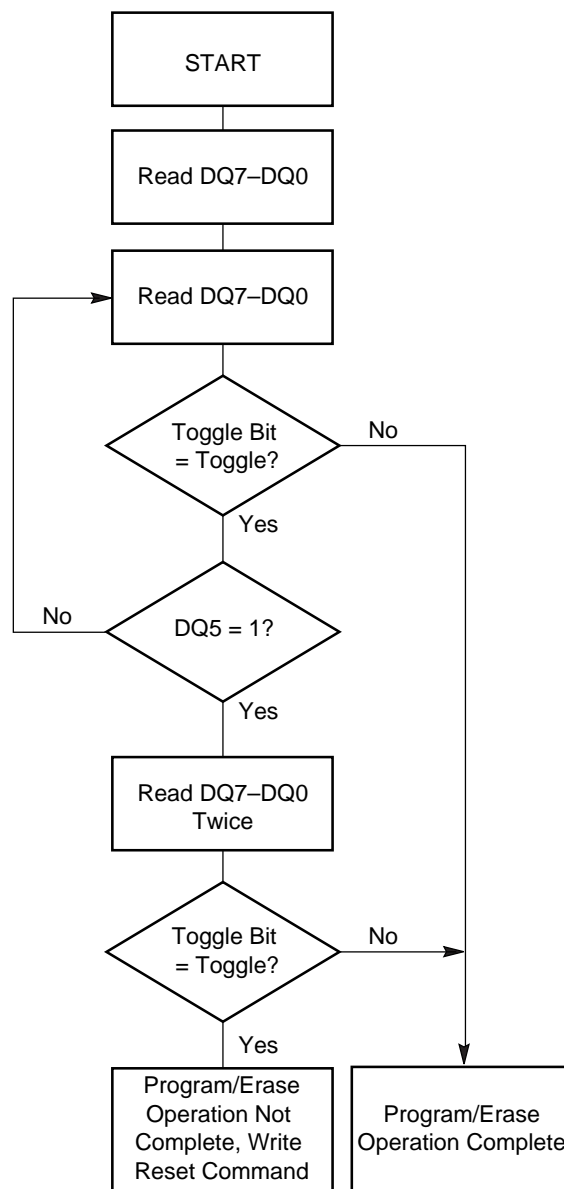 START
Read DQ7–DQ0
Read DQ7–DQ0
Toggle Bit
= Toggle?
No
Yes
No
DQ5 = 1?
Yes
Read DQ7–DQ0
Twice
Toggle Bit
= Toggle?
No
Yes
Program/Erase
Operation Not
Complete, Write
Reset Command
Program/Erase
Operation Complete